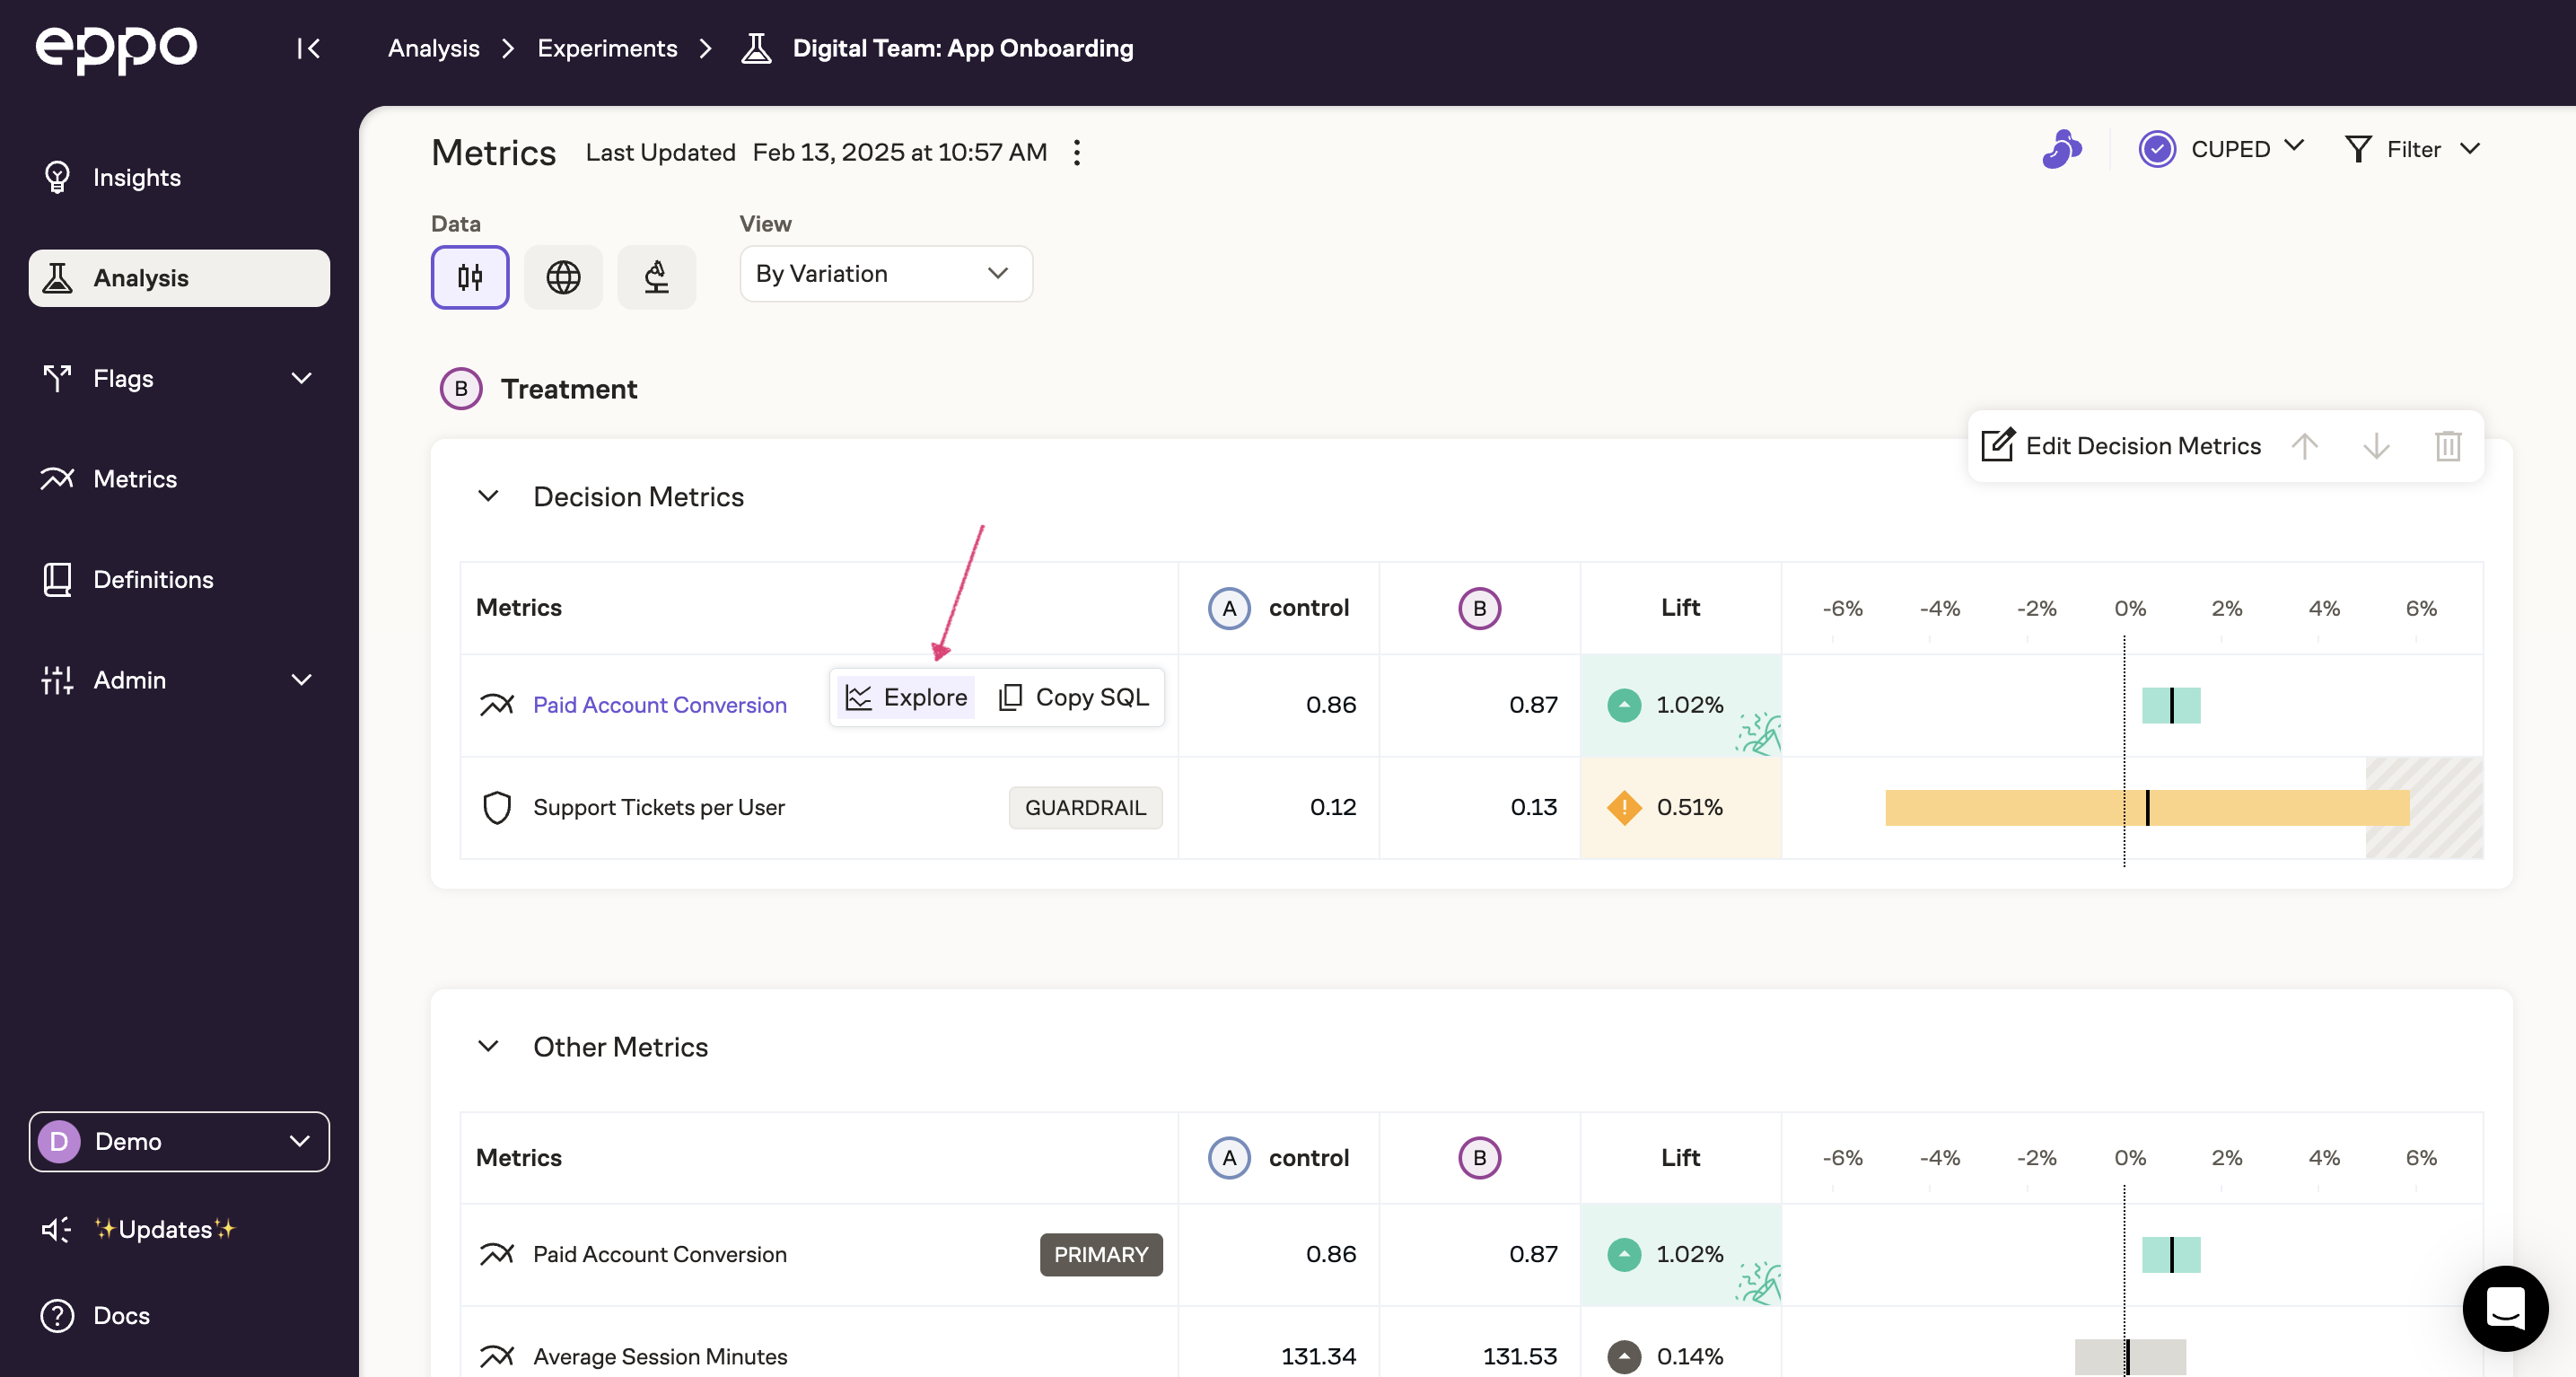 eppo
Analysis Experiments Digital Team: App Onboarding
Insights
Analysis
Flags
Metrics
Definitions
Admin
D Demo
✨Updates✨
Docs
Metrics Last Updated Feb 13, 2025 at 10:57 AM
CUPED Filter
Data View
By Variation
B Treatment
Edit Decision Metrics
Decision Metrics
Metrics A control B Lift -6% -4% -2% 0% 2% 4% 6%
Paid Account Conversion Explore Copy SQL 0.86 0.87 1.02%
Support Tickets per User GUARDRAIL 0.12 0.13 ! 0.51%
Other Metrics
Metrics A control B Lift -6% -4% -2% 0% 2% 4% 6%
Paid Account Conversion PRIMARY 0.86 0.87 1.02%
Average Session Minutes 131.34 131.53 0.14%